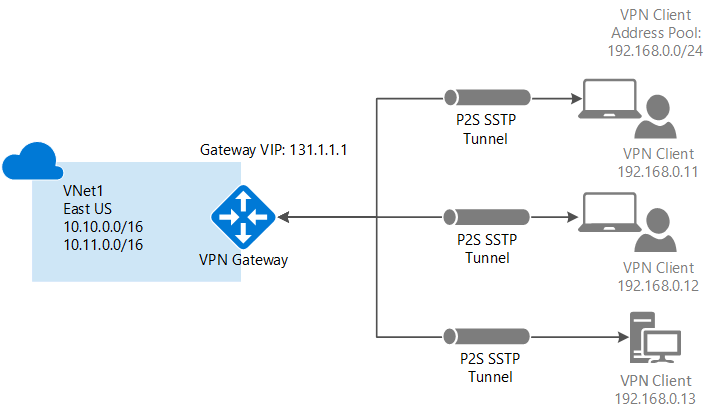 VPN Client
Address Pool:
192.168.0.0/24
P2S SSTP
Tunnel
VPN Client
192.168.0.11
Gateway VIP: 131.1.1.1
VNet1
East US
10.10.0.0/16
10.11.0.0/16
VPN Gateway
P2S SSTP
Tunnel
VPN Client
192.168.0.12
P2S SSTP
Tunnel
VPN Client
192.168.0.13